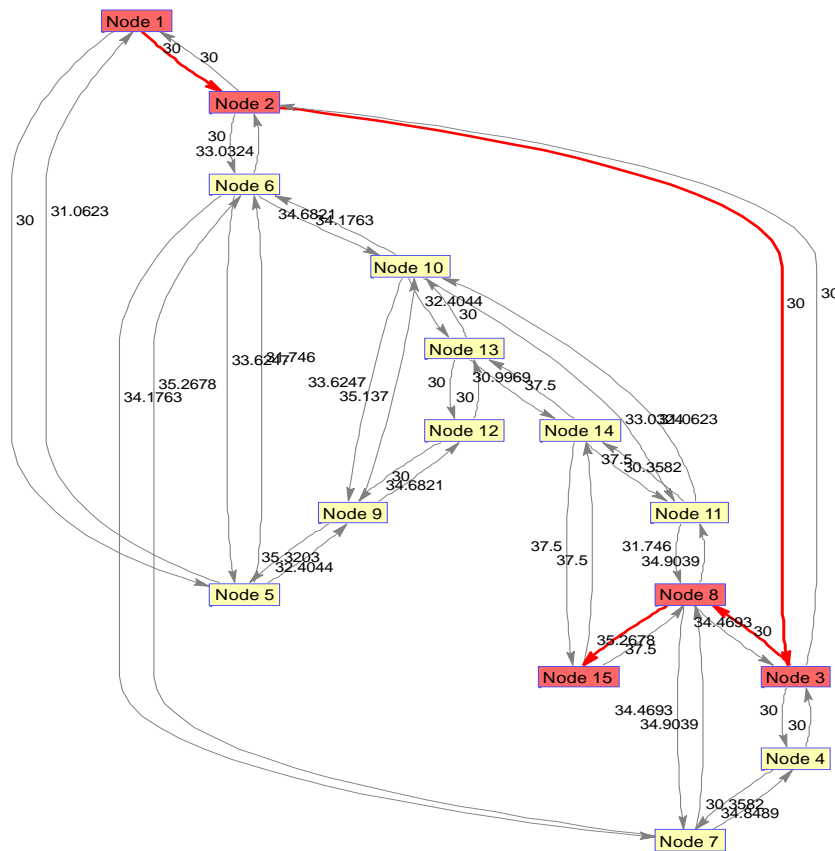 Node 1
30
30
Node 2
30
33.0324
Node 6
34.6821
34.1763
30
31.0623
Node 10
30
30
32.4044
30
Node 13
33.6247
31.746
35.2678
34.1763
30
30
30.9969
37.5
33.6247
35.137
Node 12
Node 14
33.0324
31.0623
30
34.6821
37.5
30.3582
Node 9
Node 11
35.3203
32.4044
37.5
37.5
31.746
34.9039
Node 5
Node 8
35.2678
37.5
34.4693
30
Node 15
Node 3
34.4693
34.9039
30
30
Node 4
30.3582
34.8489
Node 7